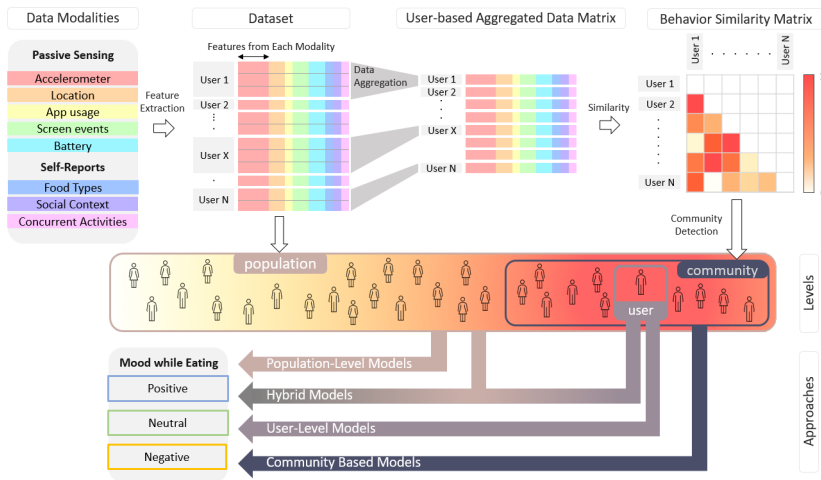 Data Modalities
Dataset
User-based Aggregated Data Matrix
Behavior Similarity Matrix
Passive Sensing
Accelerometer
Location
App usage
Screen events
Battery
Self-Reports
Food Types
Social Context
Concurrent Activities
Feature
Extraction
Features from Each Modality
User 1
User 2
User X
User N
Data
Aggregation
User 1
User 2
User X
User N
Similarity
User 1
User N
User 1
User 2
User N
Community
Detection
population
community
user
Levels
Mood while Eating
Positive
Neutral
Negative
Population-Level Models
Hybrid Models
User-Level Models
Community Based Models
Approaches